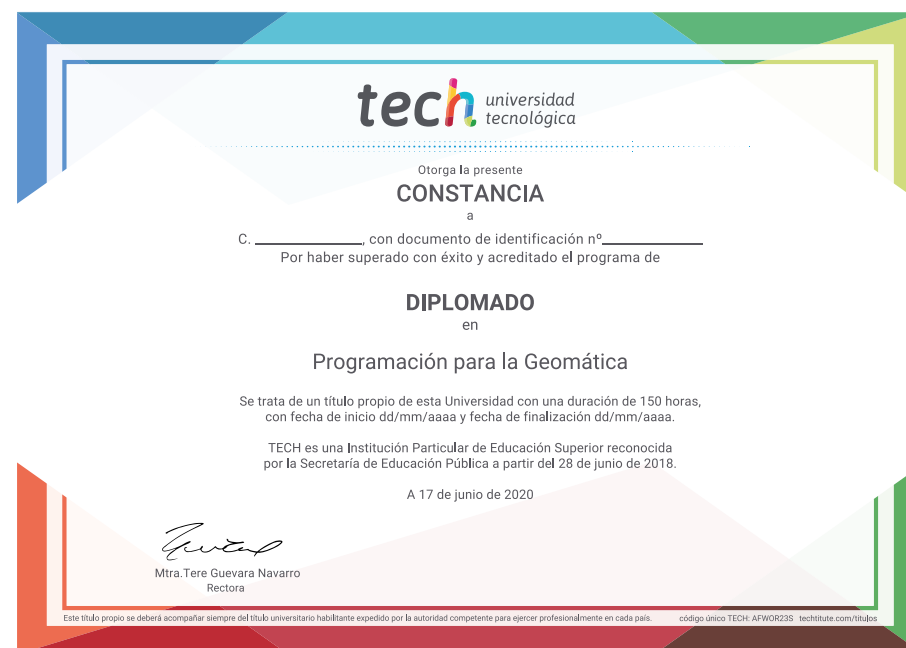 tech universidad
tecnológica
Otorga la presente
CONSTANCIA
a
C. ____________, con documento de identificación nº____________
Por haber superado con éxito y acreditado el programa de
DIPLOMADO
en
Programación para la Geomática
Se trata de un título propio de esta Universidad con una duración de 150 horas,
con fecha de inicio dd/mm/aaaa y fecha de finalización dd/mm/aaaa.
TECH es una Institución Particular de Educación Superior reconocida
por la Secretaría de Educación Pública a partir del 28 de junio de 2018.
A 17 de junio de 2020
Mtra.Tere Guevara Navarro
Rectora
Este título propio se deberá acompañar siempre del título universitario habilitante expedido por la autoridad competente para ejercer profesionalmente en cada país. código único TECH: AFWOR23S techtitute.com/titulos